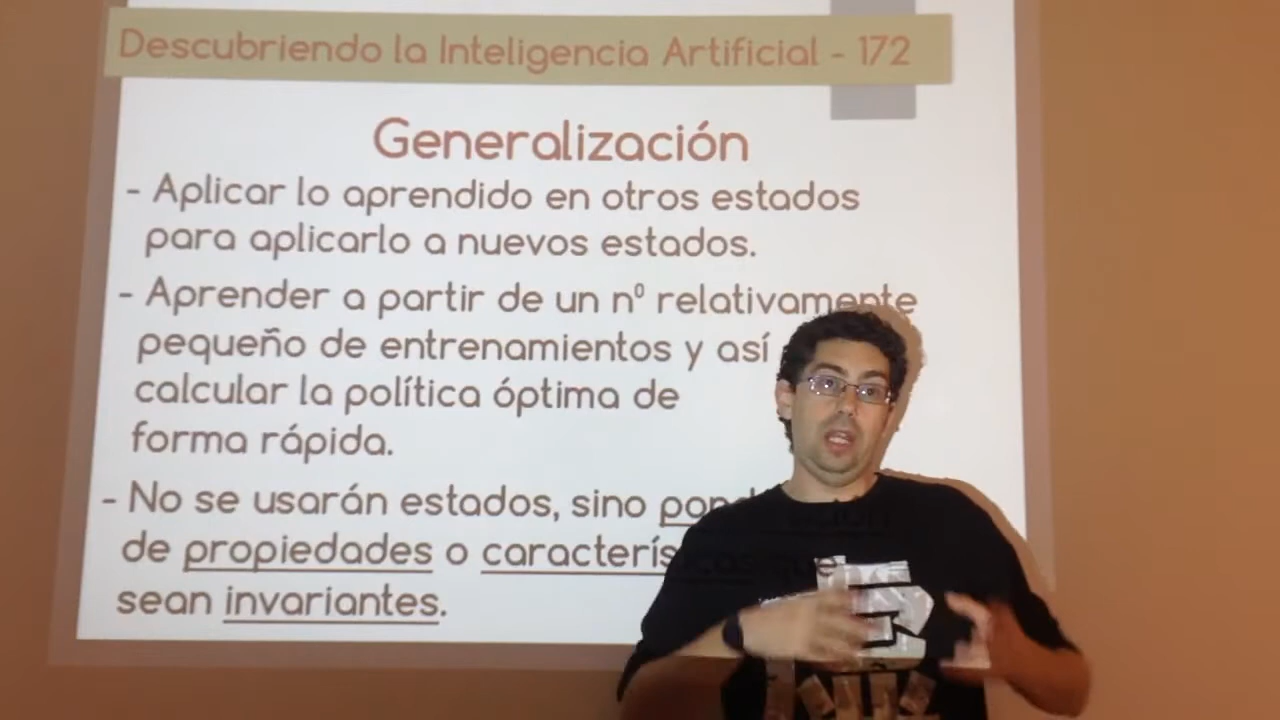 Descubriendo la Inteligencia Artificial - 172
Generalización
- Aplicar lo aprendido en otros estados
para aplicarlo a nuevos estados.
- Aprender a partir de un nº relativamente
pequeño de entrenamientos y así
calcular la política óptima de
forma rápida.
- No se usarán estados, sino
de propiedades o características que
sean invariantes.